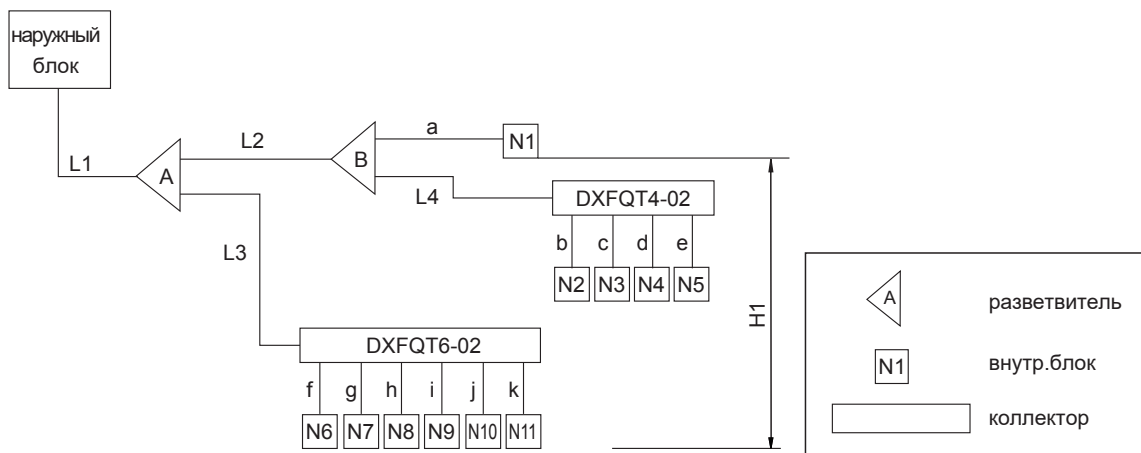 наружный
блок
L1
A
L2
B
a
N1
L4
DXFQT4-02
b
c
d
e
N2
N3
N4
N5
L3
DXFQT6-02
f
g
h
i
j
k
N6
N7
N8
N9
N10
N11
H1
A
разветвитель
N1
внутр.блок
коллектор